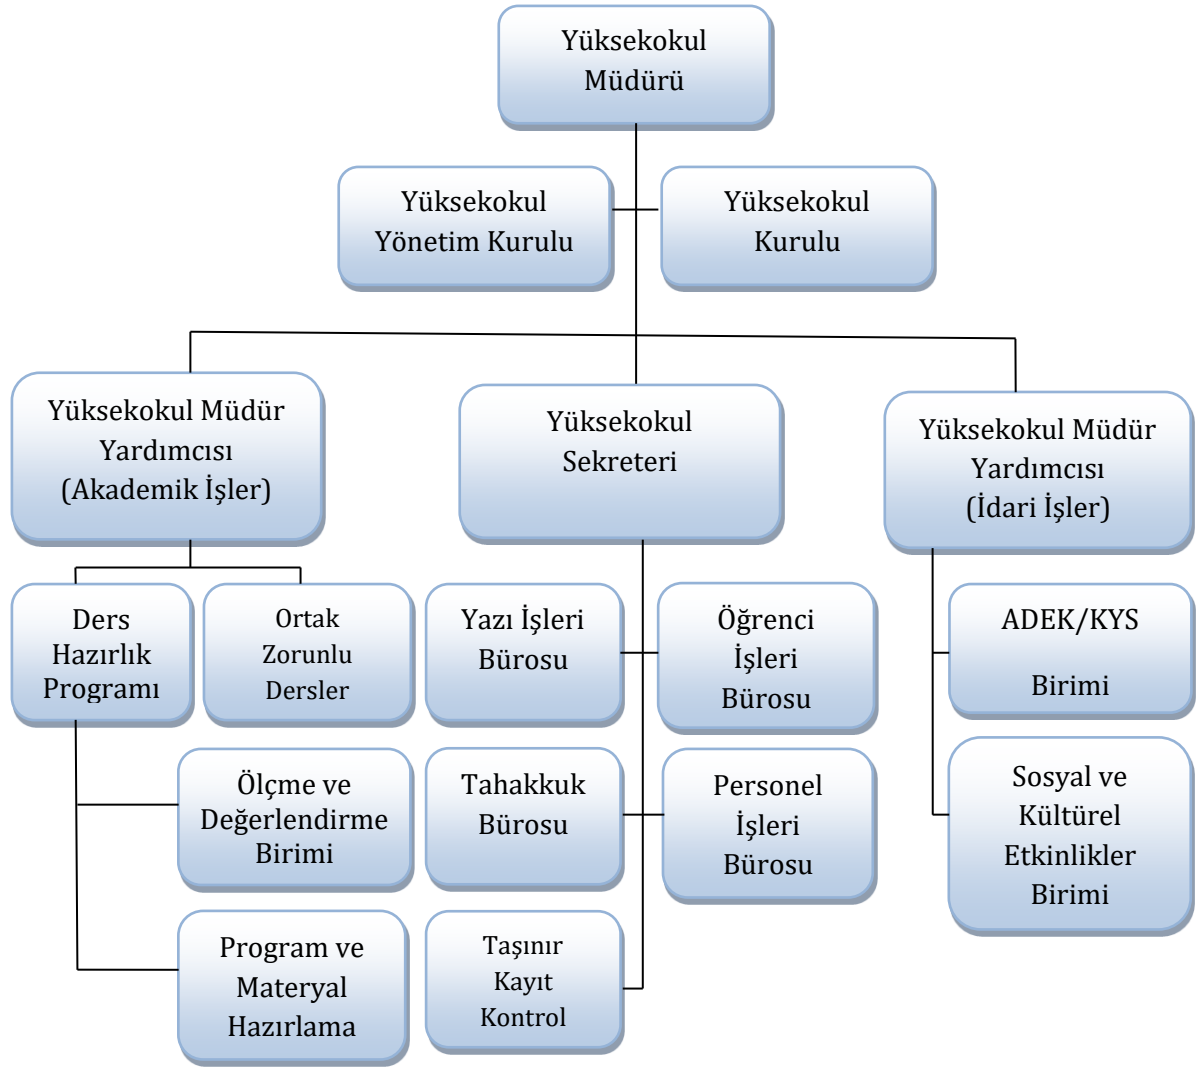 Yüksekokul
Müdürü
Yüksekokul
Yönetim Kurulu
Yüksekokul
Kurulu
Yüksekokul Müdür
Yardımcısı
(Akademik İşler)
Yüksekokul
Sekreteri
Yüksekokul Müdür
Yardımcısı
(İdari İşler)
Ders
Hazırlık
Programı
Ortak
Zorunlu
Dersler
Yazı İşleri
Bürosu
Öğrenci
İşleri
Bürosu
ADEK/KYS
Birimi
Ölçme ve
Değerlendirme
Birimi
Tahakkuk
Bürosu
Personel
İşleri
Bürosu
Sosyal ve
Kültürel
Etkinlikler
Birimi
Program ve
Materyal
Hazırlama
Taşınır
Kayıt
Kontrol